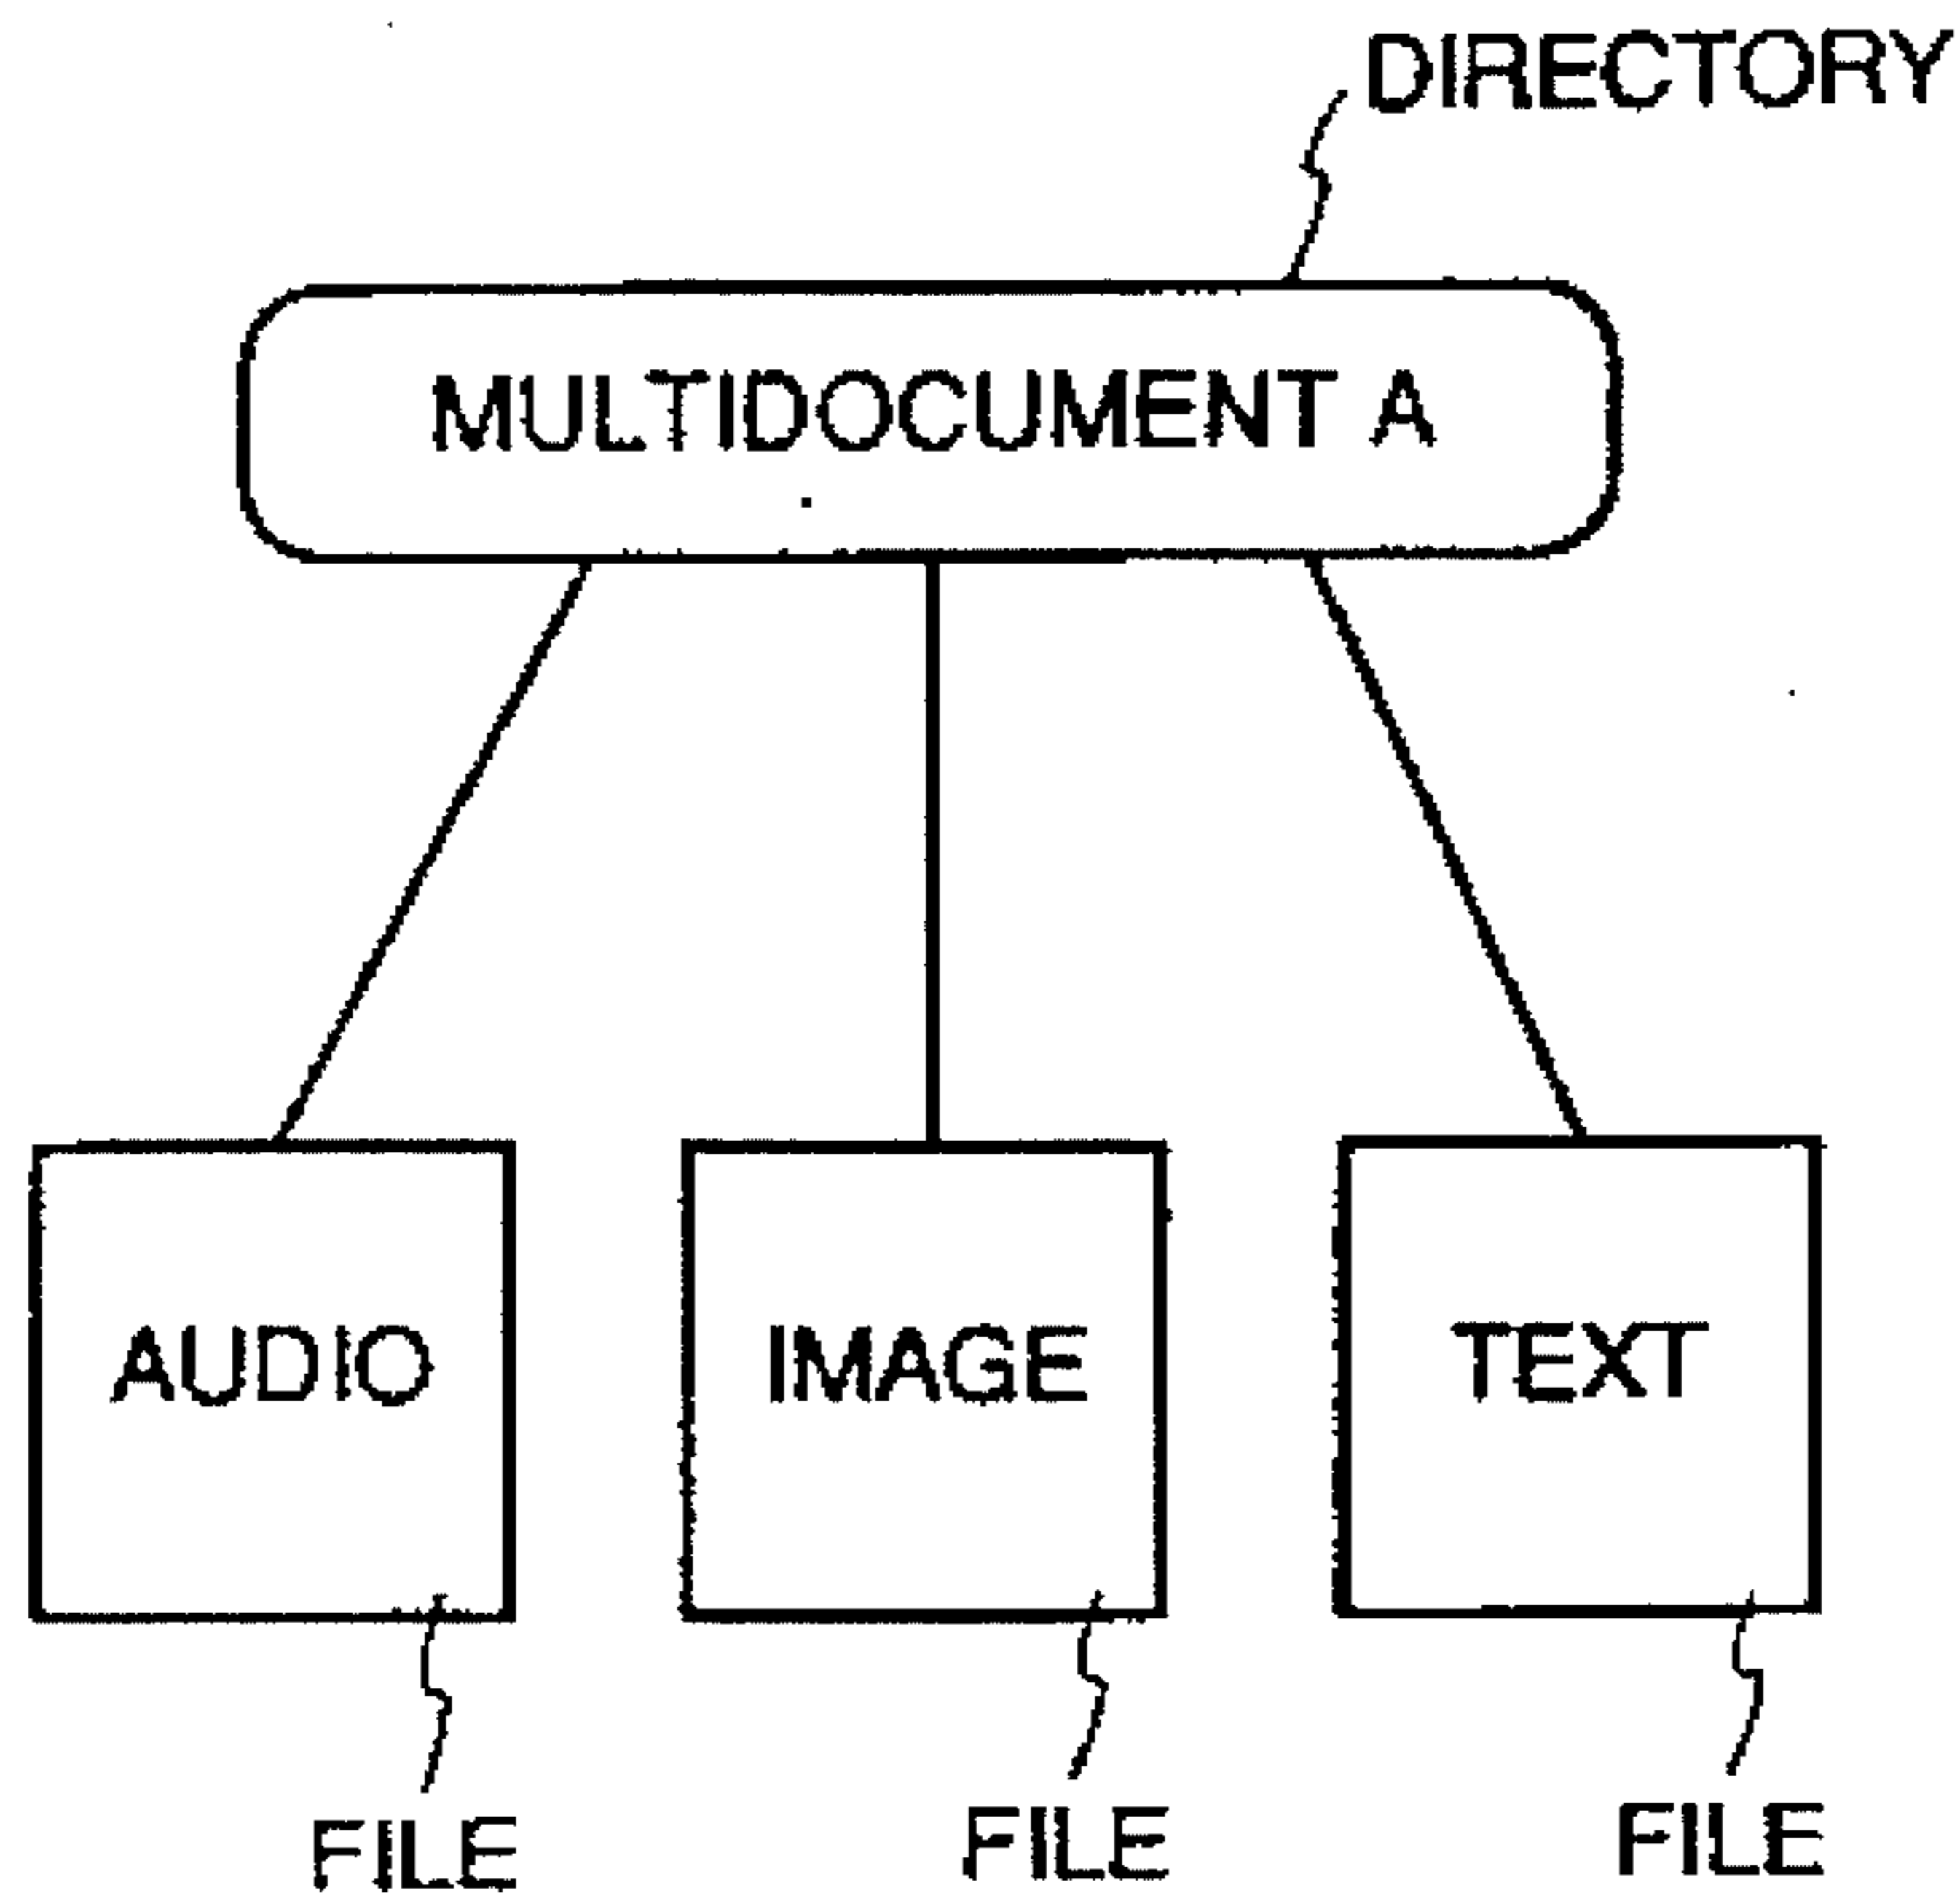 DIRECTORY
MULTIDOCUMENT A
AUDIO
IMAGE
TEXT
FILE
FILE
FILE